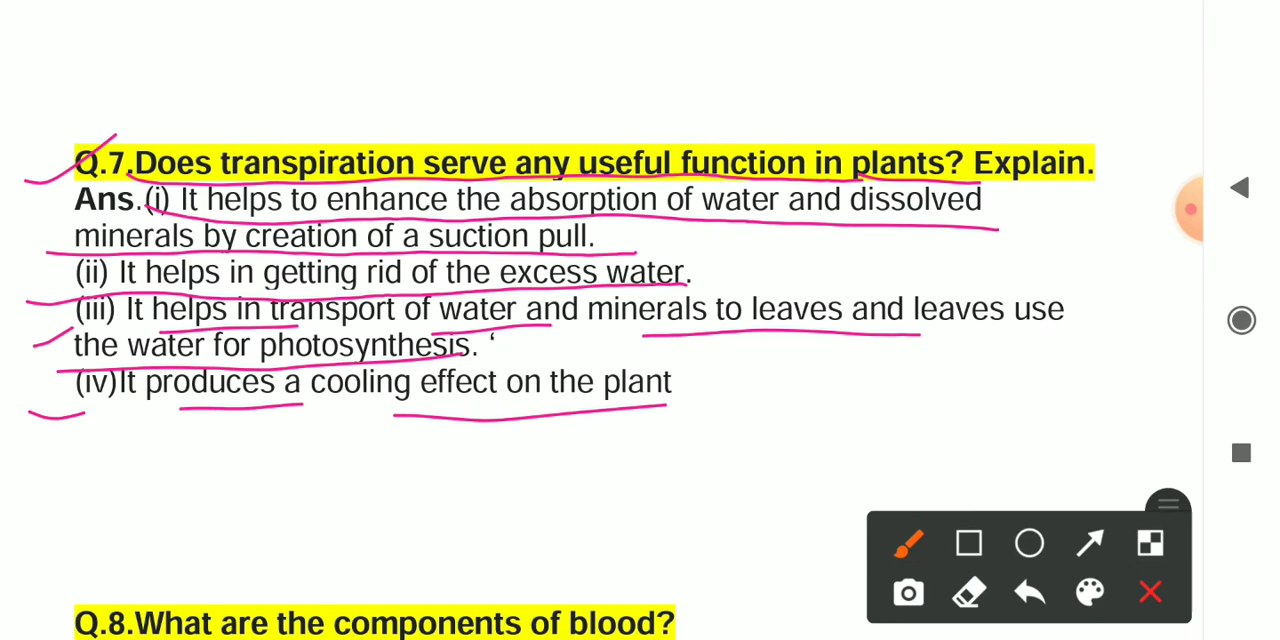 Q.7.Does transpiration serve any useful function in plants? Explain.
Ans.(i) It helps to enhance the absorption of water and dissolved
minerals by creation of a suction pull.
(ii) It helps in getting rid of the excess water.
(iii) It helps in transport of water and minerals to leaves and leaves use
the water for photosynthesis. ‘
(iv)It produces a cooling effect on the plant
Q.8.What are the components of blood?